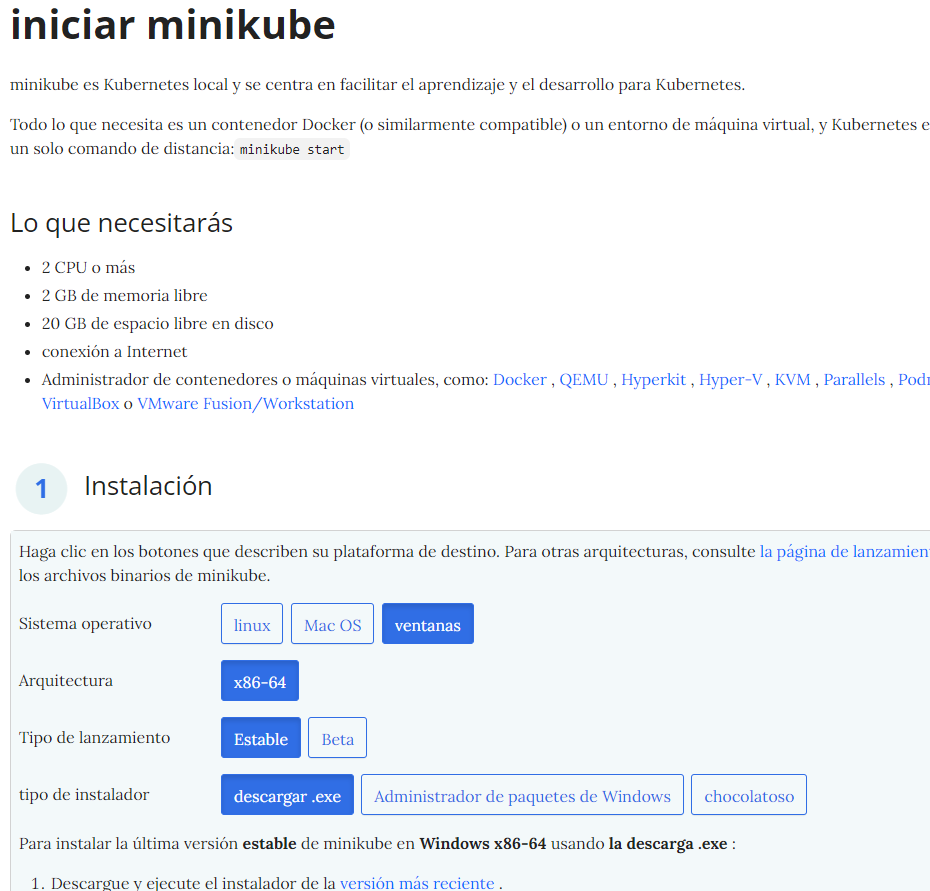 iniciar minikube
minikube es Kubernetes local y se centra en facilitar el aprendizaje y el desarrollo para Kubernetes.
Todo lo que necesita es un contenedor Docker (o similarmente compatible) o un entorno de máquina virtual, y Kubernetes e
un solo comando de distancia: minikube start
Lo que necesitarás
2 CPU o más
2 GB de memoria libre
20 GB de espacio libre en disco
conexión a Internet
Administrador de contenedores o máquinas virtuales, como: Docker , QEMU , Hyperkit , Hyper-V , KVM , Parallels ,
VirtualBox o VMware Fusion/Workstation
1 Instalación
Haga clic en los botones que describen su plataforma de destino. Para otras arquitecturas, consulte la página de
los archivos binarios de minikube.
Sistema operativo linux Mac OS ventanas
Arquitectura x86-64
Tipo de lanzamiento Estable Beta
tipo de instalador descargar .exe Administrador de paquetes de Windows chocolatoso
Para instalar la última versión estable de minikube en Windows x86-64 usando la descarga .exe :
1. Descargue y ejecute el instalador de la versión más reciente .